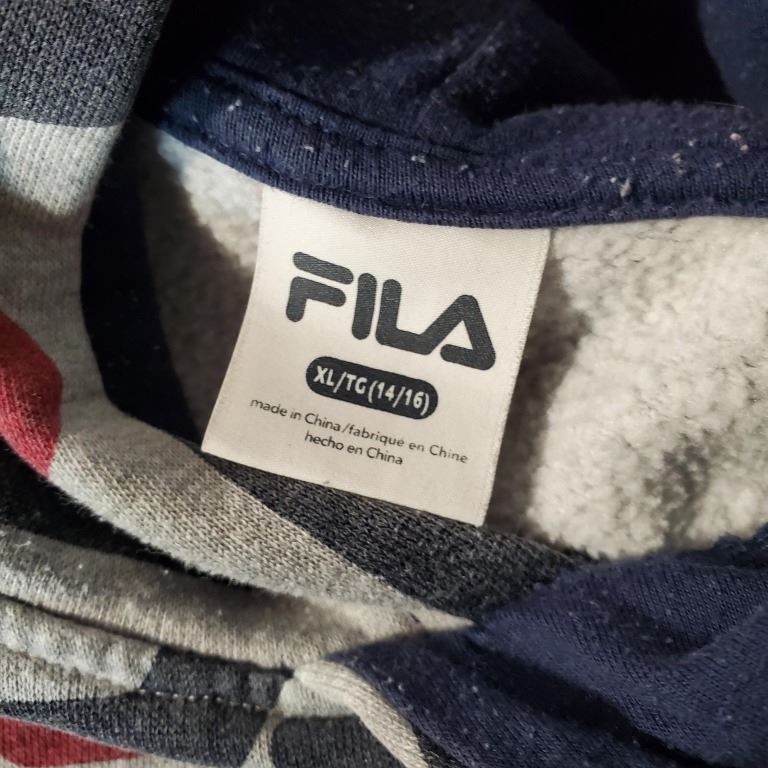 FILA
XL/TG (14/16)
made in China/fabriqué en Chine
hecho en China